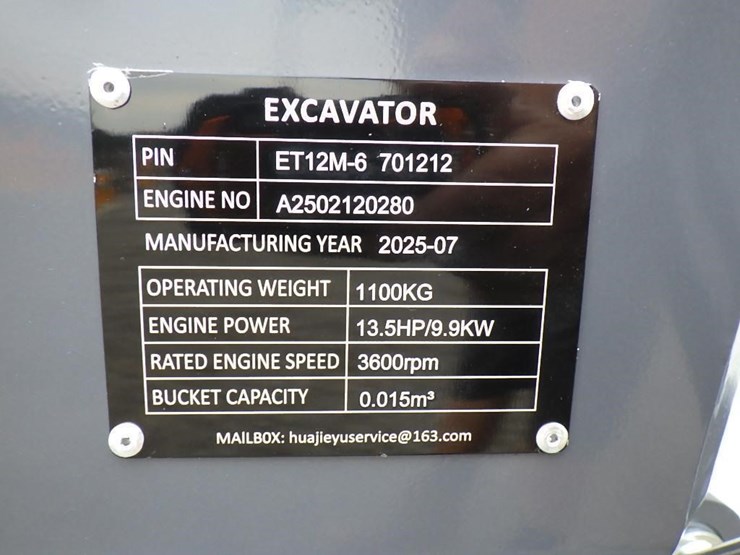 EXCAVATOR
PIN ET12M-6 701212
ENGINE NO A2502120280
MANUFACTURING YEAR 2025-07
OPERATING WEIGHT 1100KG
ENGINE POWER 13.5HP/9.9KW
RATED ENGINE SPEED 3600rpm
BUCKET CAPACITY 0.015m³
MAILBOX: huajieyuservice@163.com